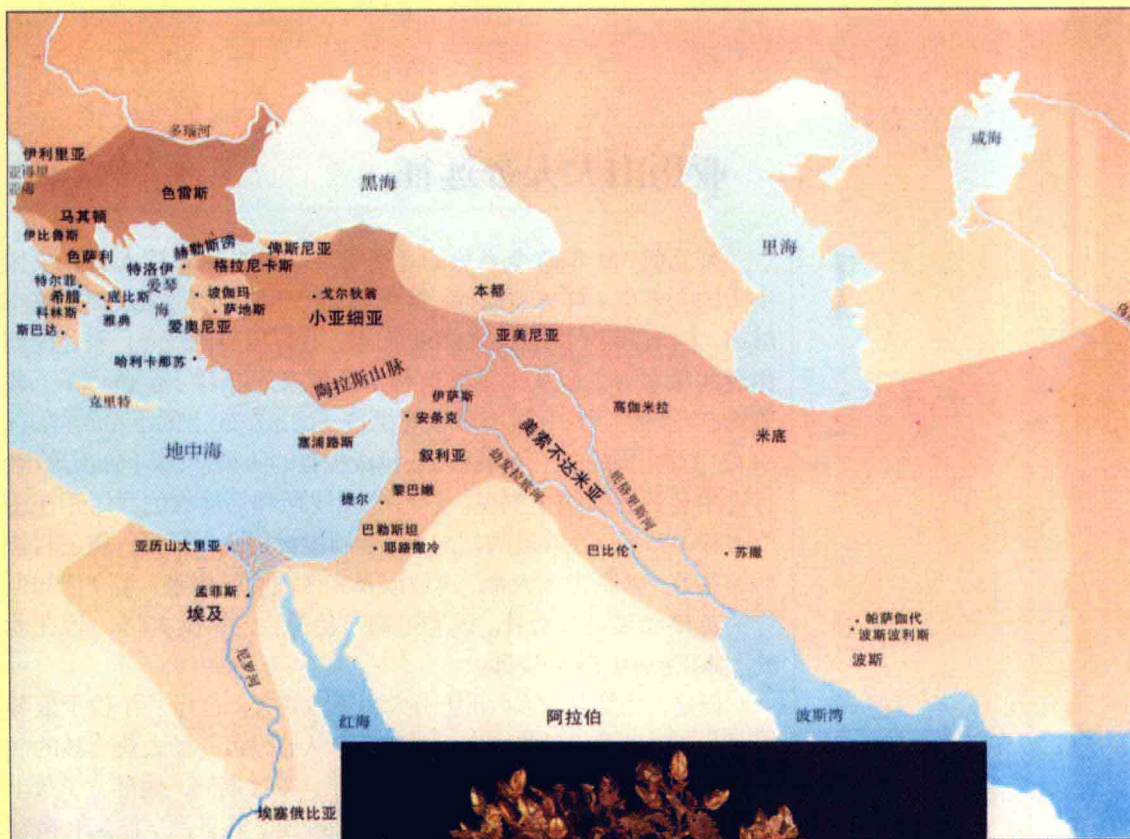 多瑙河
咸海
伊利里亚
亚得里
亚海
色雷斯
黑海
马其顿
里海
伊比鲁斯
赫勒斯滂
俾斯尼亚
色萨利
特洛伊
格拉尼卡斯
特尔菲
爱琴
海
希腊
底比斯
坡伽玛
戈尔狄翁
本都
科林斯
雅典
萨地斯
小亚细亚
斯巴达
爱奥尼亚
亚美尼亚
哈利卡那苏
陶拉斯山脉
克里特
伊萨斯
高伽米拉
安条克
米底
塞浦路斯
美索不达米亚
地中海
叙利亚
幼发拉底河
底格里斯河
提尔
黎巴嫩
巴勒斯坦
亚历山大里亚
耶路撒冷
巴比伦
苏撒
孟菲斯
埃及
帕萨伽代
波斯波利斯
尼罗河
波斯
红海
阿拉伯
波斯湾
埃塞俄比亚